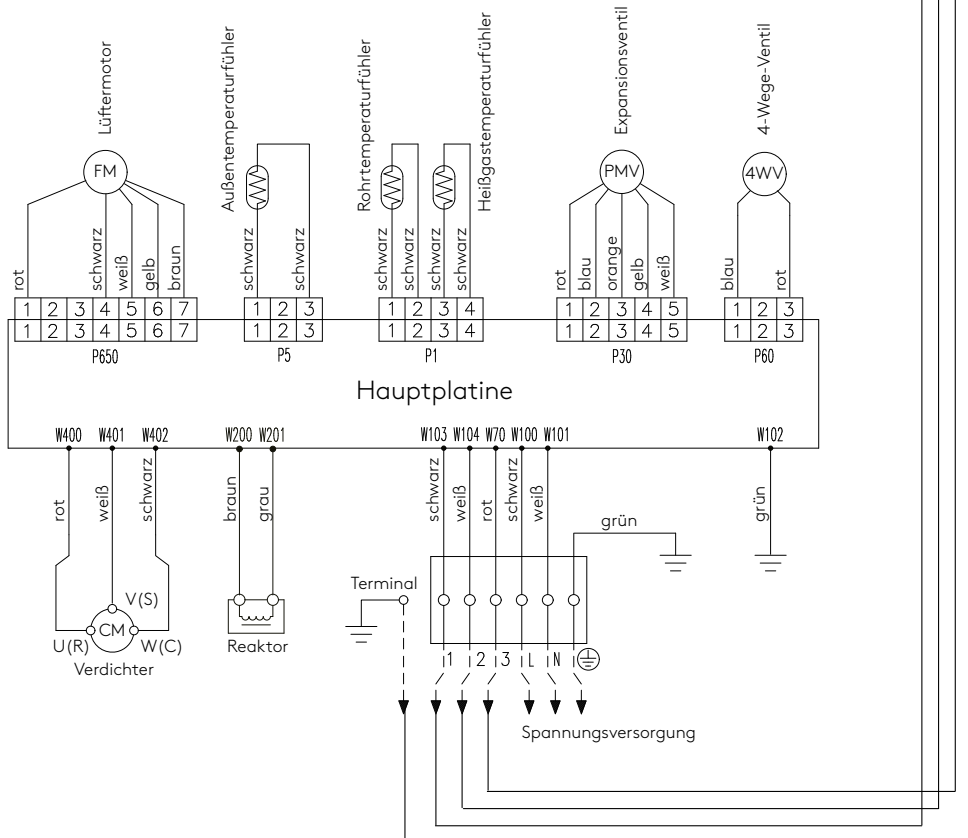 Lüftermotor
Außentemperaturfühler
Rohrtemperaturfühler
Heißgastemperaturfühler
Expansionsventil
4-Wege-Ventil
FM
PMV
4WV
rot
schwarz
weiß
gelb
braun
schwarz
schwarz
schwarz
schwarz
schwarz
schwarz
rot
blau
orange
gelb
weiß
blau
rot
1 2 3 4 5 6 7
1 2 3
1 2 3 4
1 2 3 4 5
1 2 3
1 2 3 4 5 6 7
1 2 3
1 2 3 4
1 2 3 4 5
1 2 3
P650
P5
P1
P30
P60
Hauptplatine
W400 W401 W402
W200 W201
W103 W104 W70 W100 W101
W102
rot
weiß
schwarz
braun
grau
schwarz
weiß
rot
schwarz
weiß
grün
grün
Terminal
V(S)
CM
U(R)
W(C)
Verdichter
Reaktor
1 2 3 L N
Spannungsversorgung